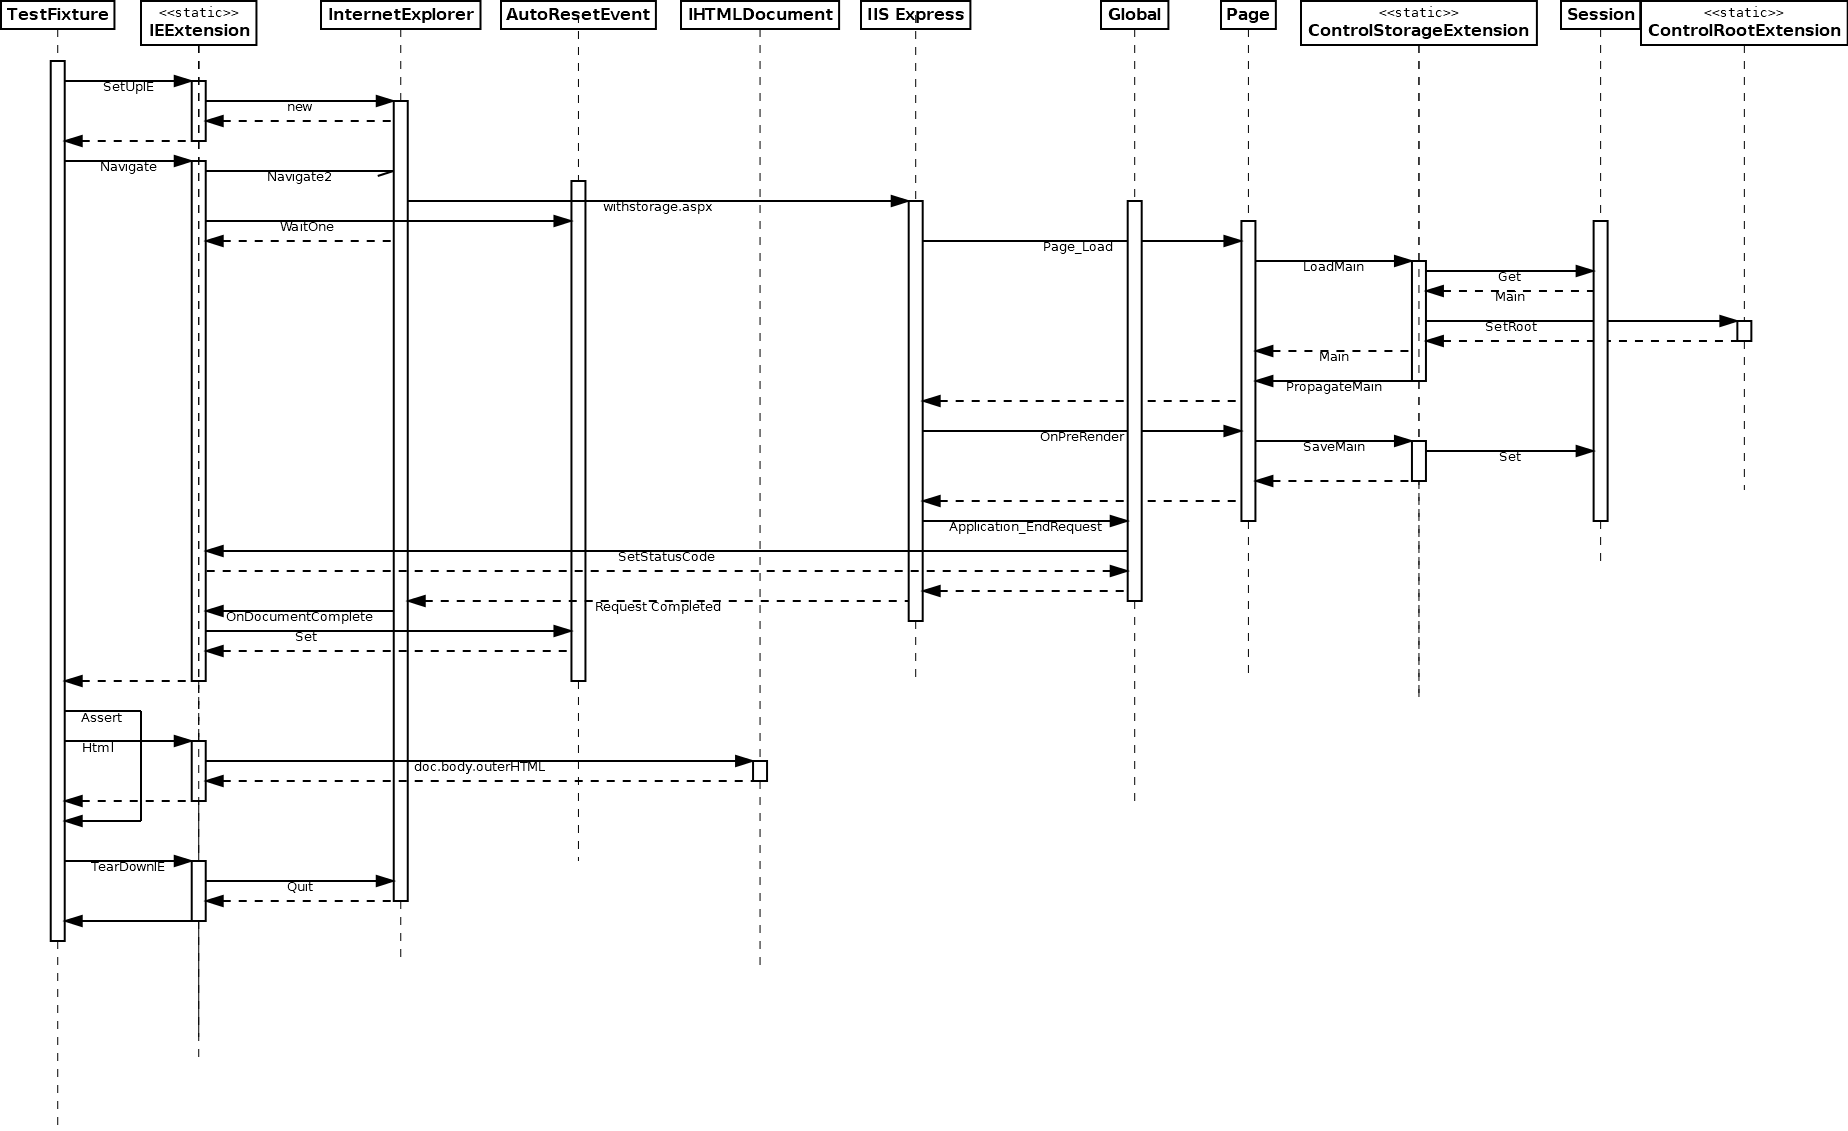 TestFixture
<<static>>
IEExtension
InternetExplorer
AutoResetEvent
IHTMLDocument
IIS Express
Global
Page
<<static>>
ControlStorageExtension
Session
<<static>>
ControlRootExtension
SetUpIE
new
Navigate
Navigate2
withstorage.aspx
WaitOne
Page_Load
LoadMain
Get
Main
SetRoot
Main
PropagateMain
OnPreRender
SaveMain
Set
Application_EndRequest
SetStatusCode
Request Completed
OnDocumentComplete
Set
Assert
Html
doc.body.outerHTML
TearDownIE
Quit